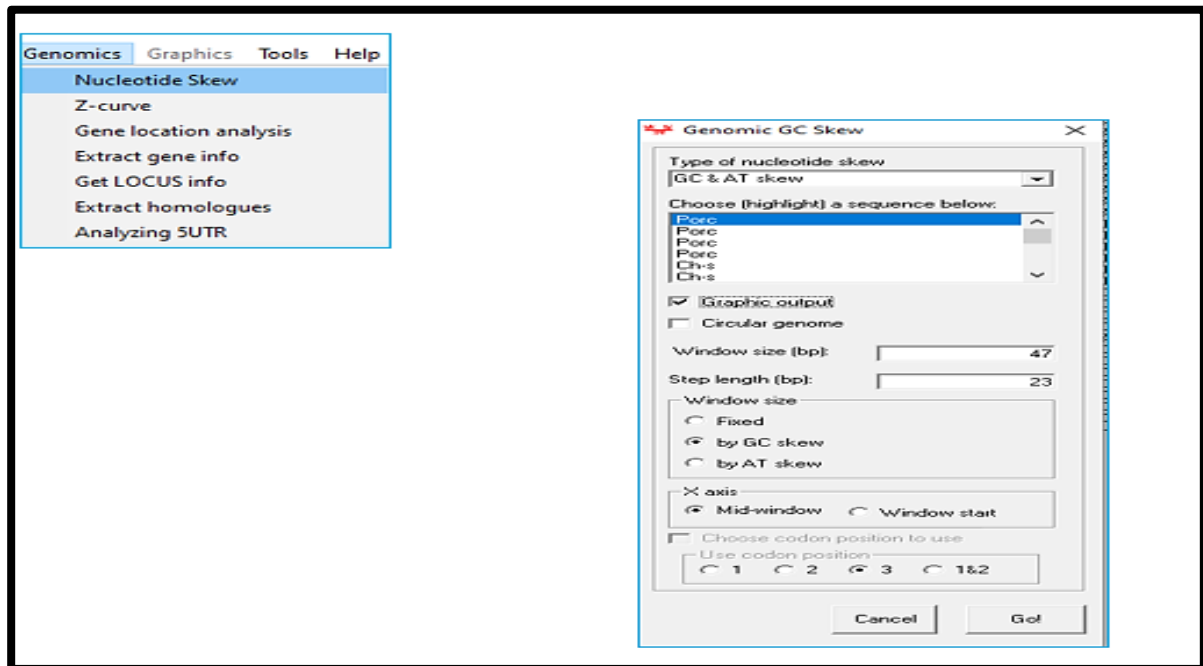 Genomics Graphics Tools Help
Nucleotide Skew
Z-curve
Gene location analysis
Extract gene info
Get LOCUS info
Extract homologues
Analyzing 5UTR
Genomic GC Skew
Type of nucleotide skew
GC & AT skew
Choose (highlight) a sequence below:
Porc
Porc
Porc
Porc
Ch-s
Ch-s
Graphic output
Circular genome
Window size (bp): 47
Step length (bp): 23
Window size
Fixed
by GC skew
by AT skew
X axis
Mid-window Window start
Choose codon position to use
Use codon position
1 2 3 1&2
Cancel Go!